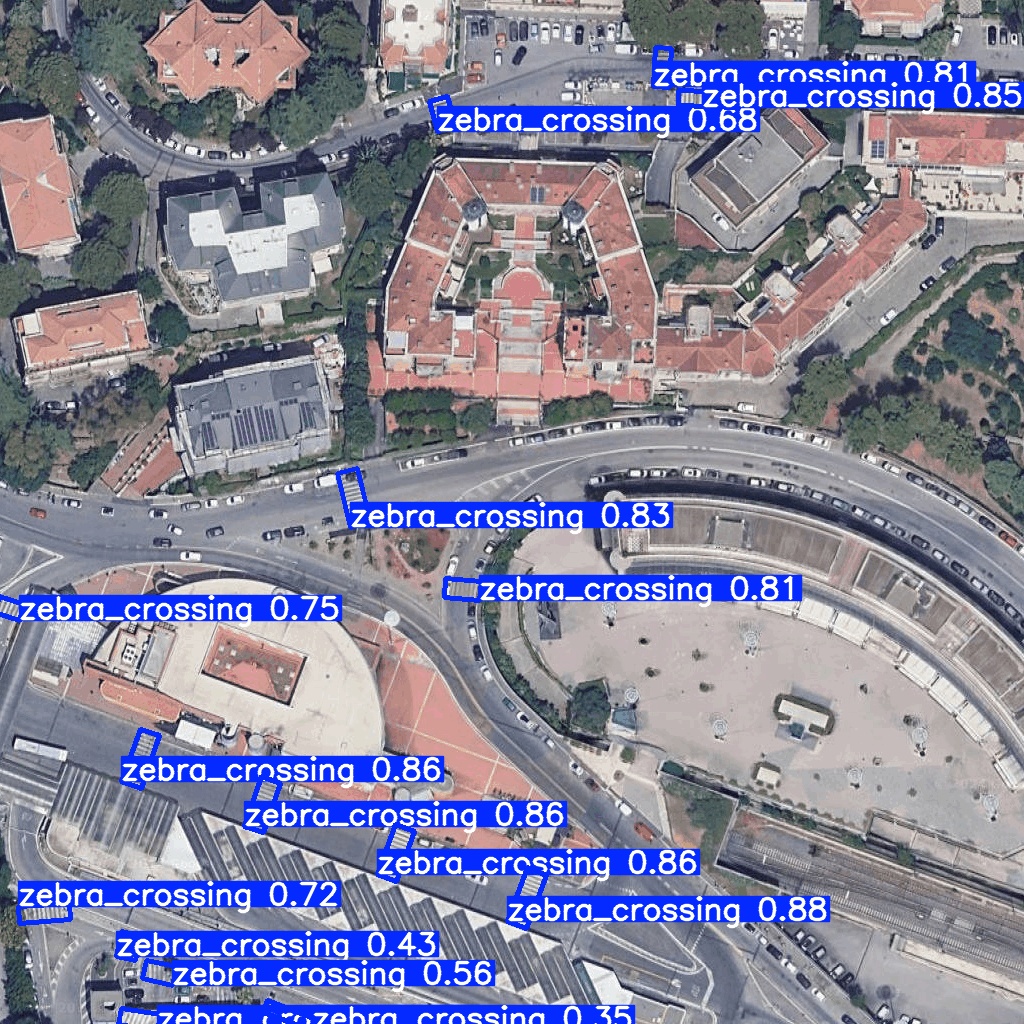 zebra_crossing 0.81
zebra_crossing 0.85
zebra_crossing 0.68
zebra_crossing 0.83
zebra_crossing 0.81
zebra_crossing 0.75
zebra_crossing 0.86
zebra_crossing 0.86
zebra_crossing 0.86
zebra_crossing 0.72
zebra_crossing 0.88
zebra_crossing 0.43
zebra_crossing 0.56
zebra_crossing 0.35